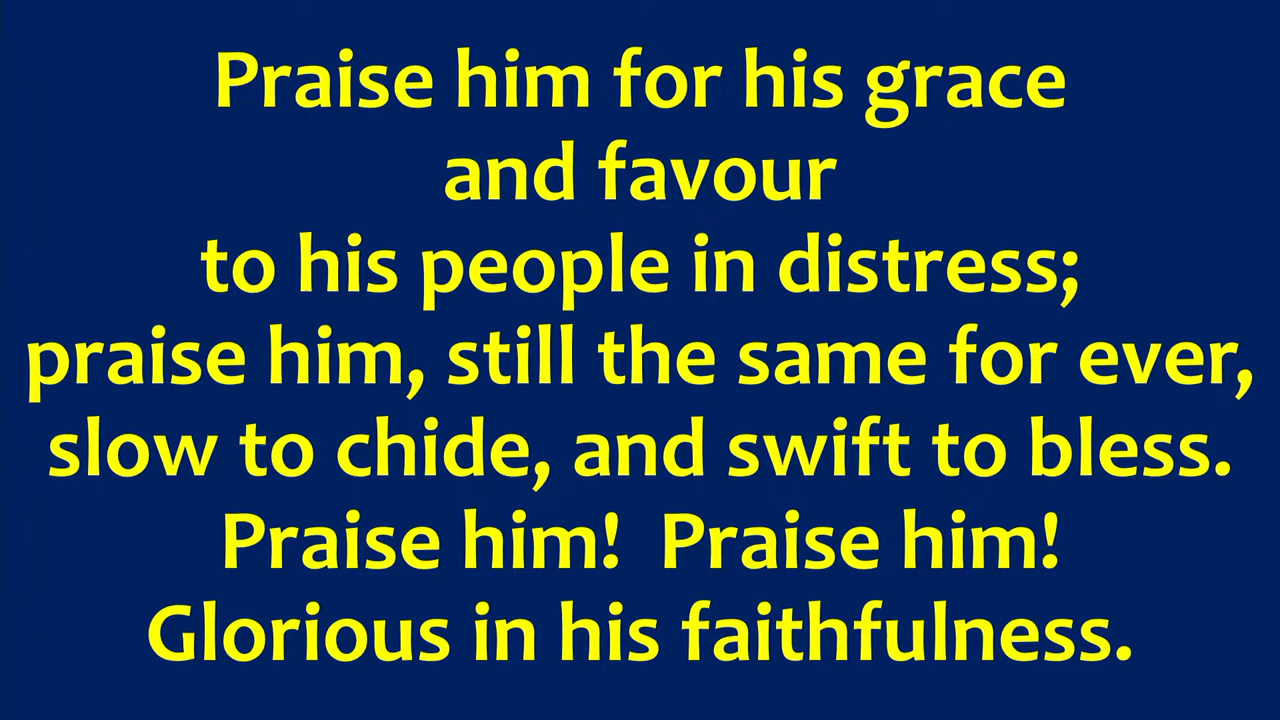 Praise him for his grace
and favour
to his people in distress;
praise him, still the same for ever,
slow to chide, and swift to bless.
Praise him!  Praise him!
Glorious in his faithfulness.